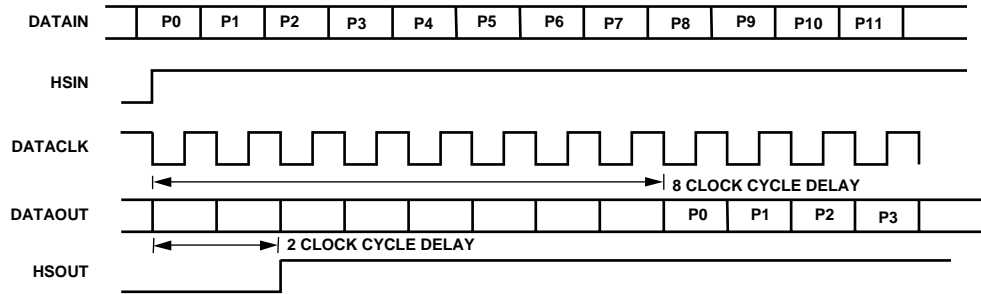 DATAIN P0 P1 P2 P3 P4 P5 P6 P7 P8 P9 P10 P11
HSIN
DATACLK
8 CLOCK CYCLE DELAY
DATAOUT P0 P1 P2 P3
2 CLOCK CYCLE DELAY
HSOUT